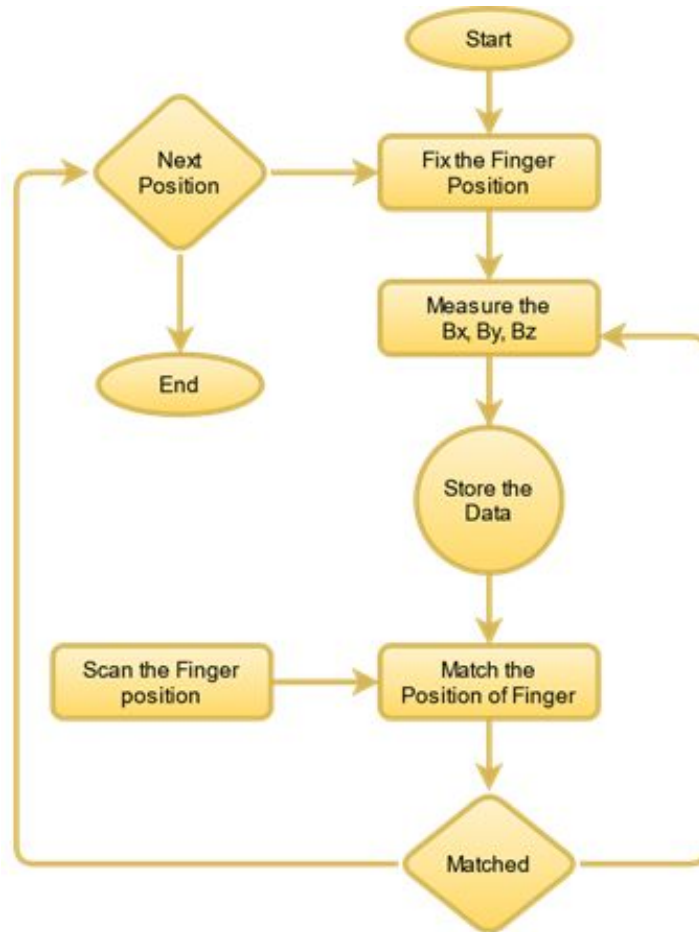 Start
Next
Position
Fix the Finger
Position
Measure the
Bx, By, Bz
End
Store the
Data
Scan the Finger
position
Match the
Position of Finger
Matched